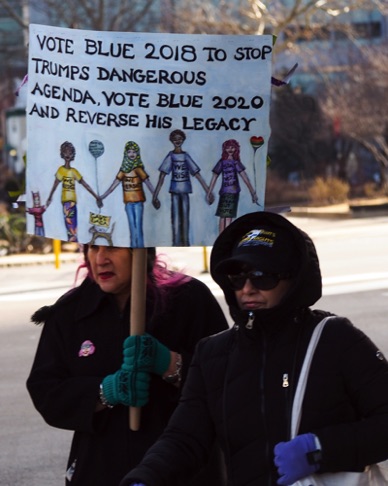 VOTE BLUE 2018 TO STOP
TRUMPS DANGEROUS
AGENDA, VOTE BLUE 2020
AND REVERSE HIS LEGACY